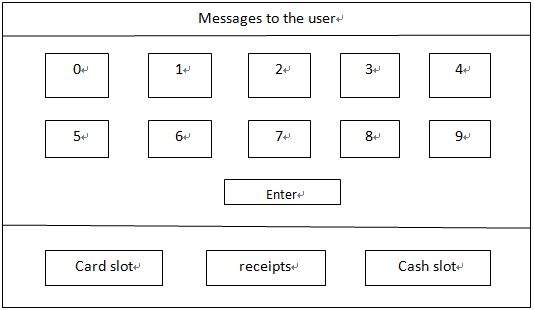 Messages to the user
0 1 2 3 4
5 6 7 8 9
Enter
Card slot receipts Cash slot